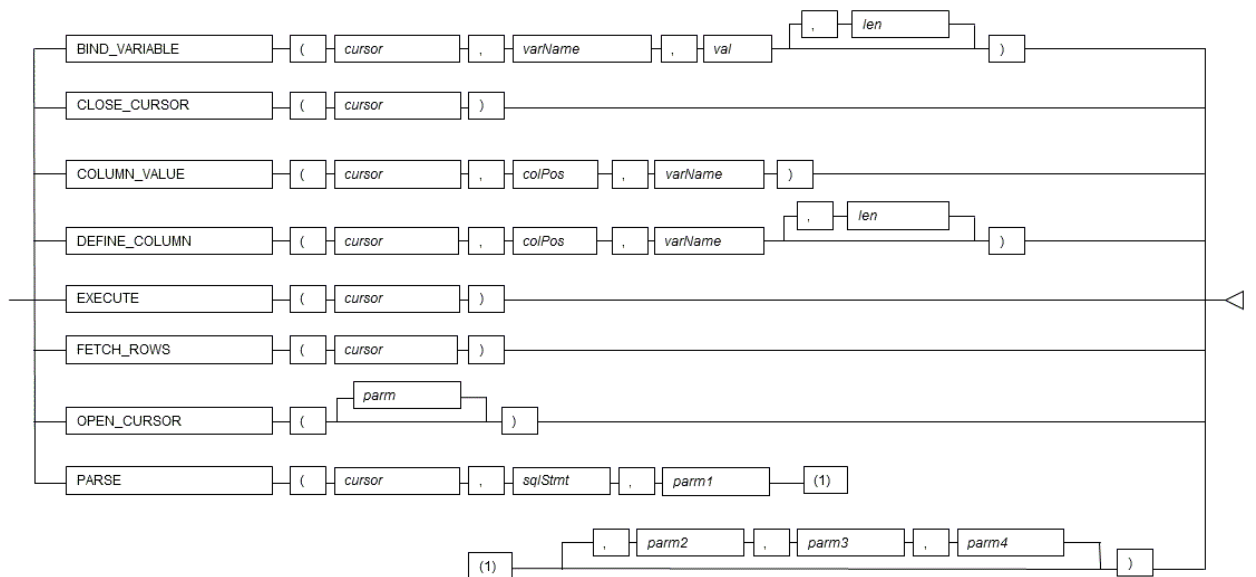 , len
BIND_VARIABLE ( cursor , varName , val )
CLOSE_CURSOR ( cursor )
COLUMN_VALUE ( cursor , colPos , varName )
, len
DEFINE_COLUMN ( cursor , colPos , varName )
EXECUTE ( cursor )
FETCH_ROWS ( cursor )
parm
OPEN_CURSOR ( )
PARSE ( cursor , sqlStmt , parm1 (1)
, parm2 , parm3 , parm4
(1) )